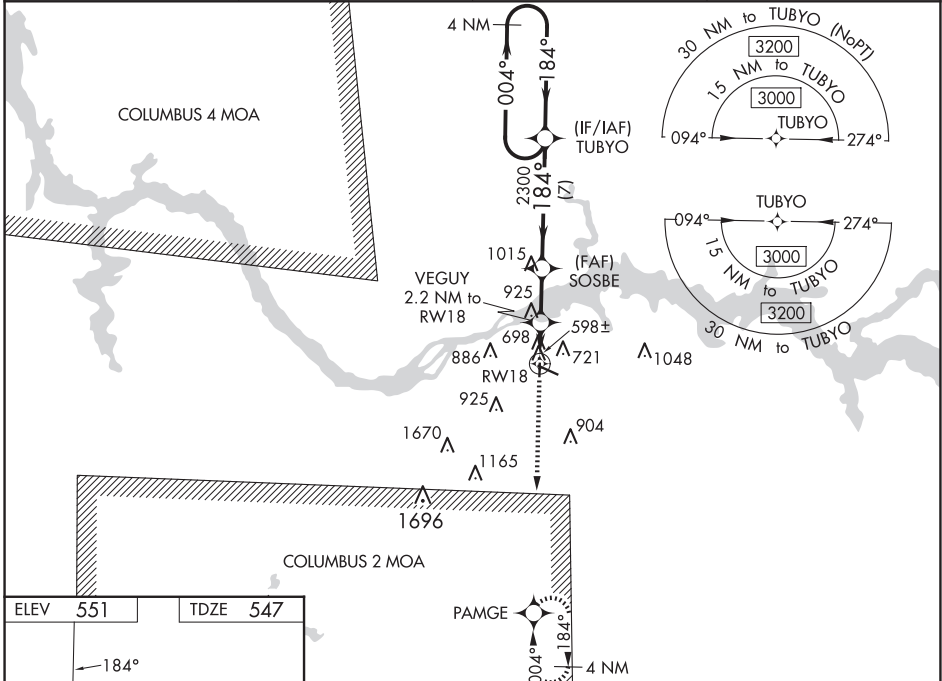 4 NM
004°
184°
COLUMBUS 4 MOA
(IF/IAF)
TUBYO
30 NM to TUBYO (NoPT)
3200
15 NM to TUBYO
3000
TUBYO
094°
274°
2300
184°
(7)
TUBYO
094°
274°
3000
15 NM to TUBYO
3200
30 NM to TUBYO
1015
(FAF)
SOSBE
VEGUY
2.2 NM to
RW18
925
598±
698
886
721
1048
RW18
925
904
1670
1165
1696
COLUMBUS 2 MOA
ELEV 551
TDZE 547
184°
PAMGE
184°
004°
4 NM